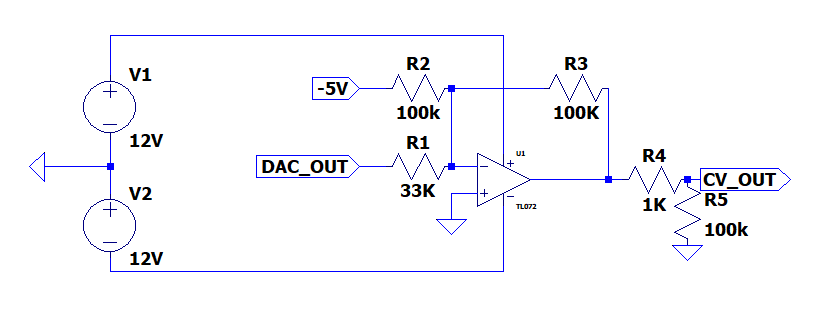 V1
12V
V2
12V
-5V
R2
100k
R3
100K
DAC_OUT
R1
33K
U1
TL072
R4
1K
CV_OUT
R5
100k